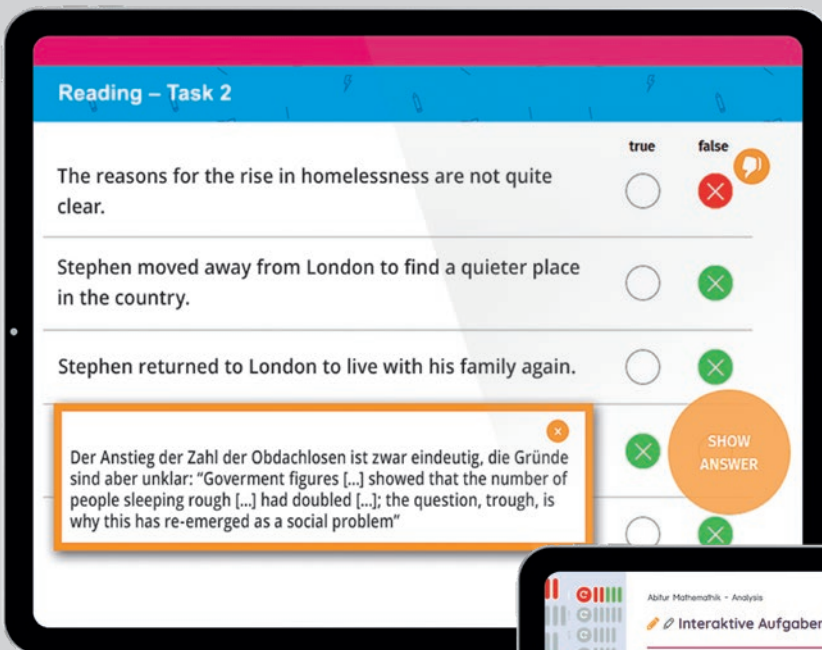 Reading – Task 2
true false
The reasons for the rise in homelessness are not quite
clear.
Stephen moved away from London to find a quieter place
in the country.
Stephen returned to London to live with his family again.
Der Anstieg der Zahl der Obdachlosen ist zwar eindeutig, die Gründe
sind aber unklar: “Goverment figures [...] showed that the number of
people sleeping rough [...] had doubled [...]; the question, trough, is
why this has re-emerged as a social problem”
SHOW
ANSWER
Abitur Mathemathik – Analysis
Interaktive Aufgaben